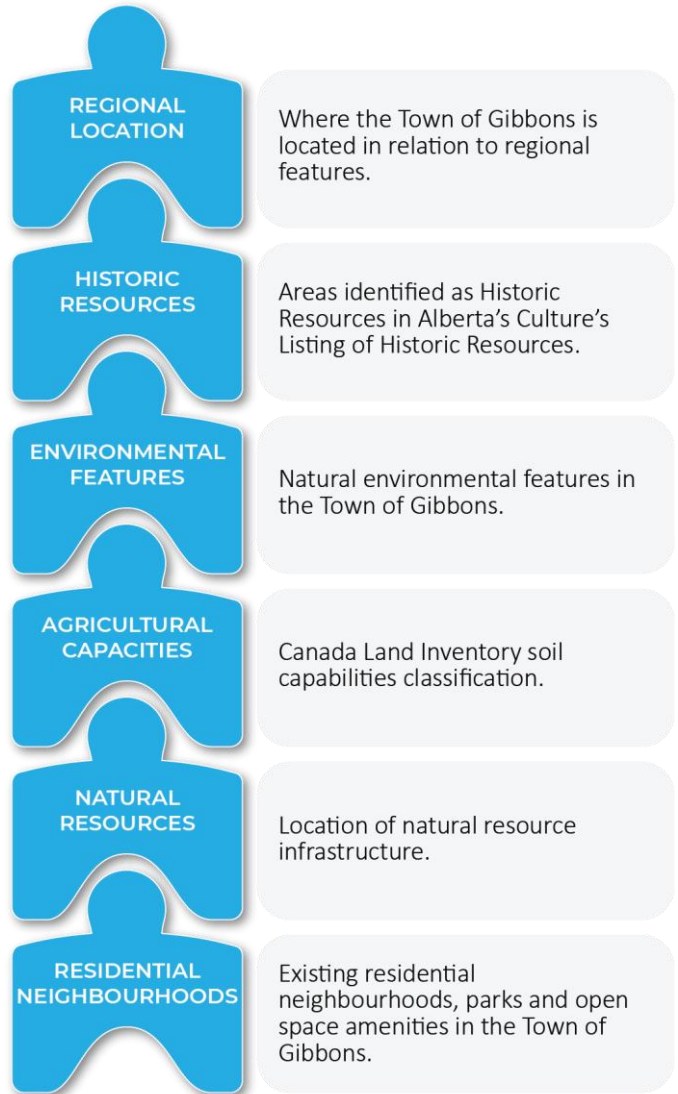 REGIONAL
LOCATION
Where the Town of Gibbons is
located in relation to regional
features.
HISTORIC
RESOURCES
Areas identified as Historic
Resources in Alberta’s Culture’s
Listing of Historic Resources.
ENVIRONMENTAL
FEATURES
Natural environmental features in
the Town of Gibbons.
AGRICULTURAL
CAPACITIES
Canada Land Inventory soil
capabilities classification.
NATURAL
RESOURCES
Location of natural resource
infrastructure.
RESIDENTIAL
NEIGHBOURHOODS
Existing residential
neighbourhoods, parks and open
space amenities in the Town of
Gibbons.